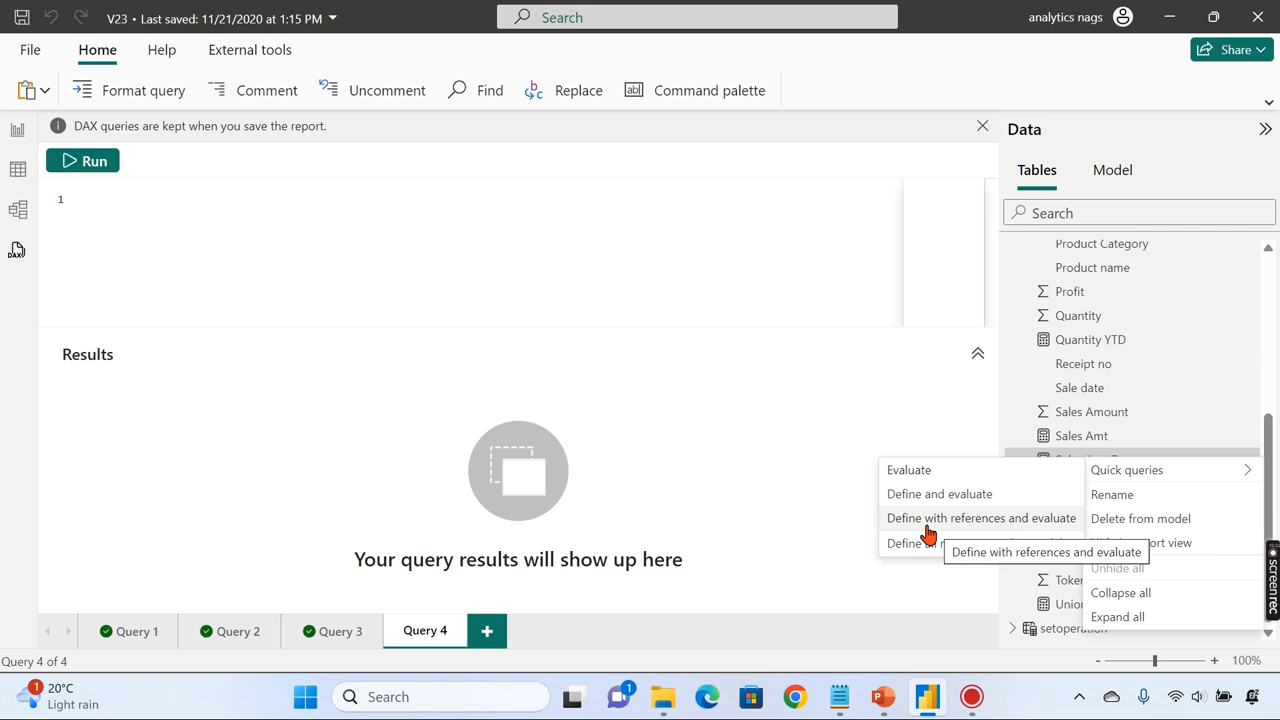 V23 • Last saved: 11/21/2020 at 1:15 PM
Search
analytics nags
File
Home
Help
External tools
Share
Format query
Comment
Uncomment
Find
Replace
Command palette
DAX queries are kept when you save the report.
Data
Run
Tables
Model
1
Search
Product Category
Product name
Profit
Quantity
Quantity YTD
Receipt no
Sale date
Sales Amount
Sales Amt
Results
Evaluate
Define and evaluate
Define with references and evaluate
Define
Quick queries
Rename
Delete from model
view
Define with references and evaluate
Unhide all
Collapse all
Expand all
setoperation
Your query results will show up here
Query 1
Query 2
Query 3
Query 4
Query 4 of 4
100%
screenrec
1
20°C
Light rain
Search
1